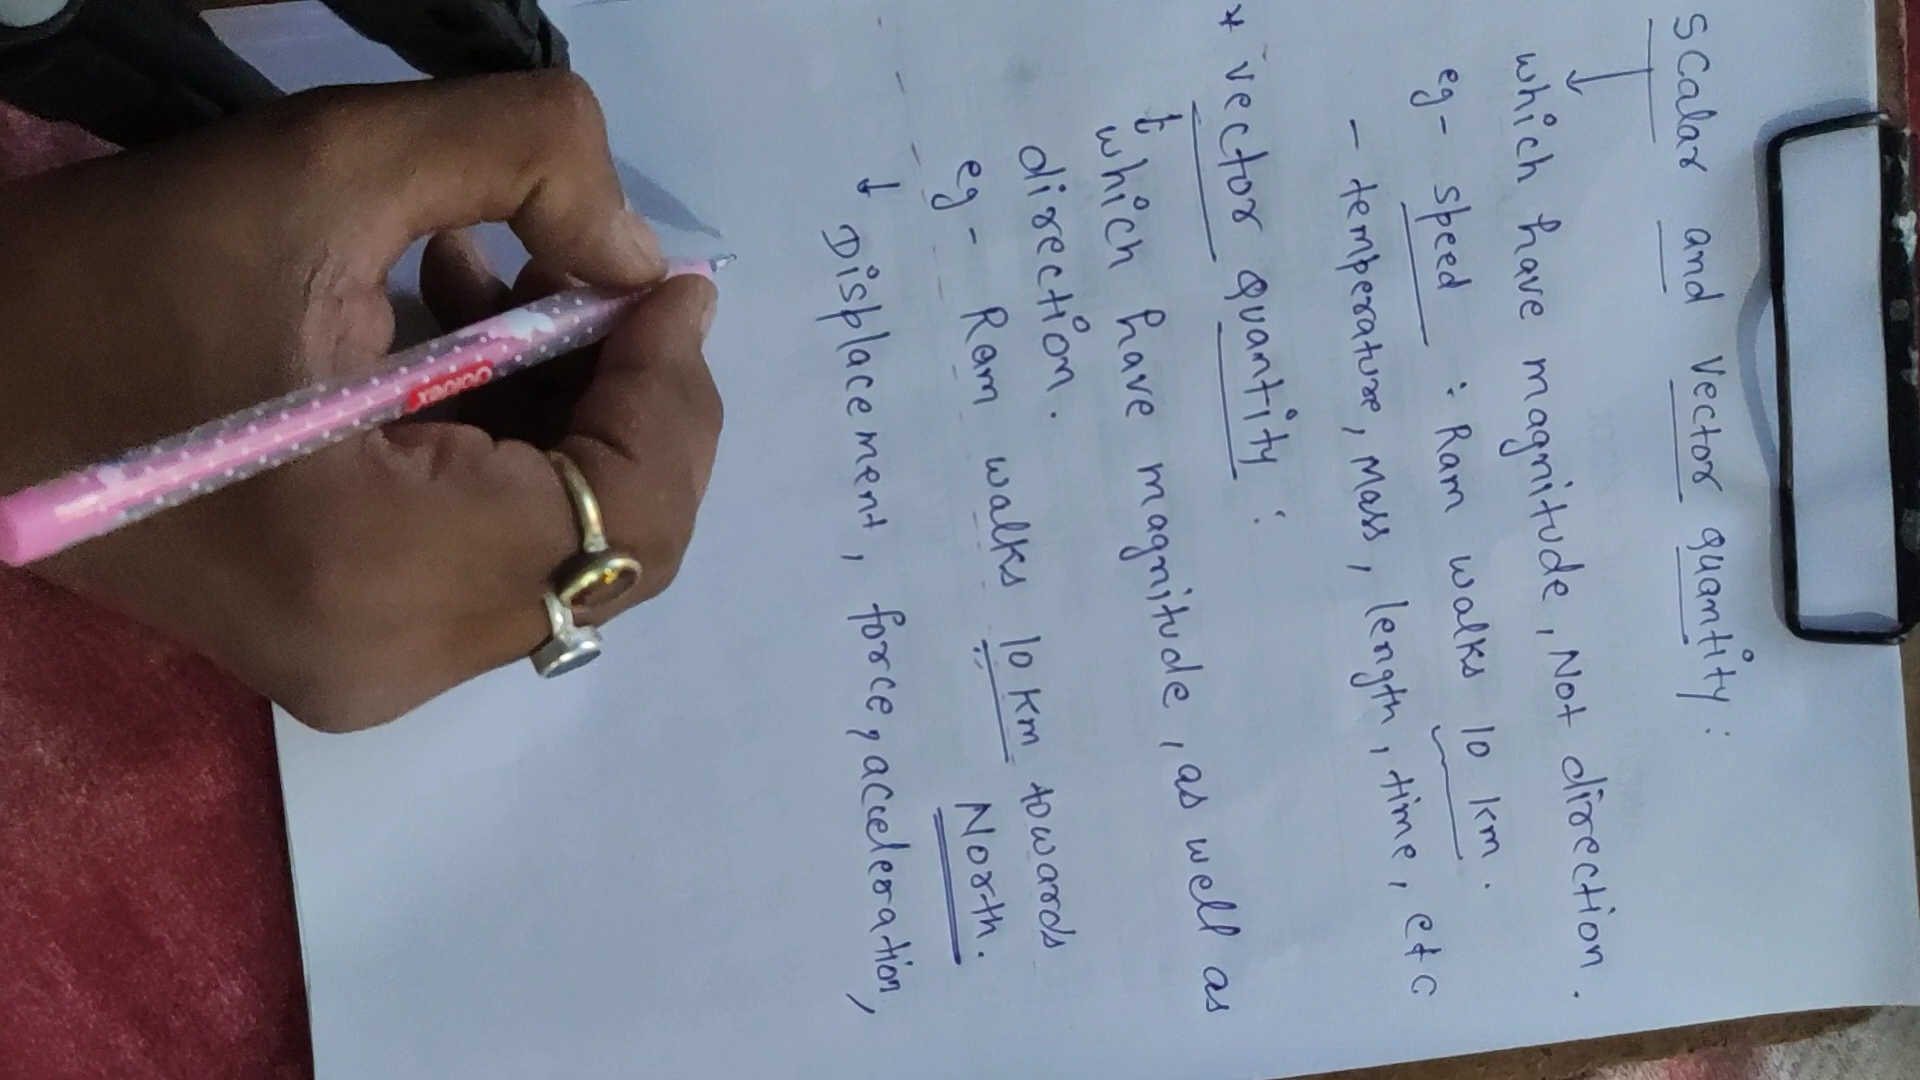 Scalar and Vector quantity:
↓
which have magnitude, Not direction.
eg- speed : Ram walks 10 km.
- temperature, Mass, length, time, etc
* Vector quantity:
↓
which have magnitude, as well as
direction.
eg- Ram walks 10 km towards
North.
↓ Displacement, force, acceleration,